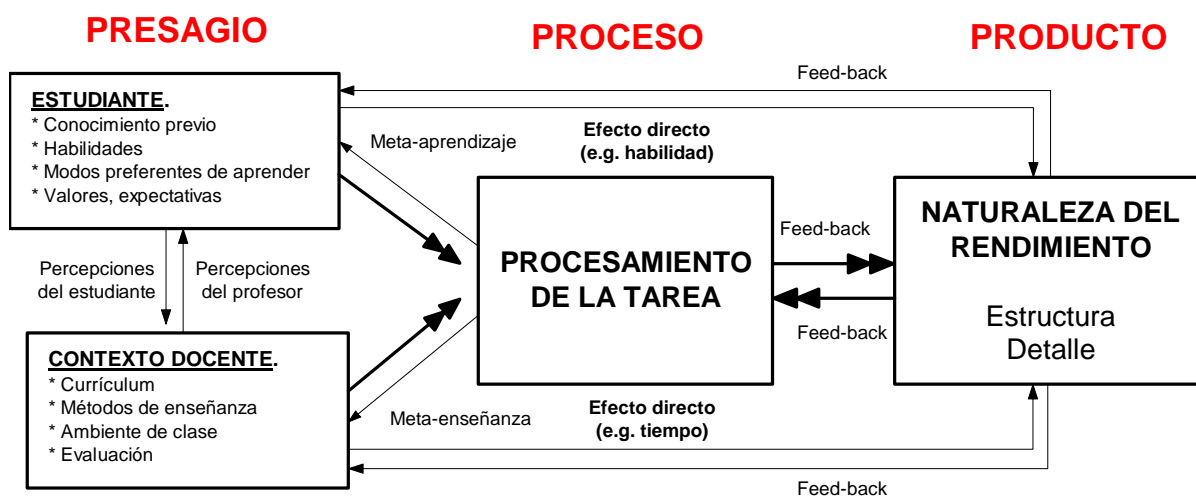 PRESAGIO
PROCESO
PRODUCTO
Feed-back
ESTUDIANTE.
* Conocimiento previo
* Habilidades
* Modos preferentes de aprender
* Valores, expectativas
Meta-aprendizaje
Efecto directo
(e.g. habilidad)
Percepciones
del estudiante
Percepciones
del profesor
PROCESAMIENTO
DE LA TAREA
Feed-back
Feed-back
NATURALEZA DEL
RENDIMIENTO
Estructura
Detalle
CONTEXTO DOCENTE.
* Currículum
* Métodos de enseñanza
* Ambiente de clase
* Evaluación
Meta-enseñanza
Efecto directo
(e.g. tiempo)
Feed-back